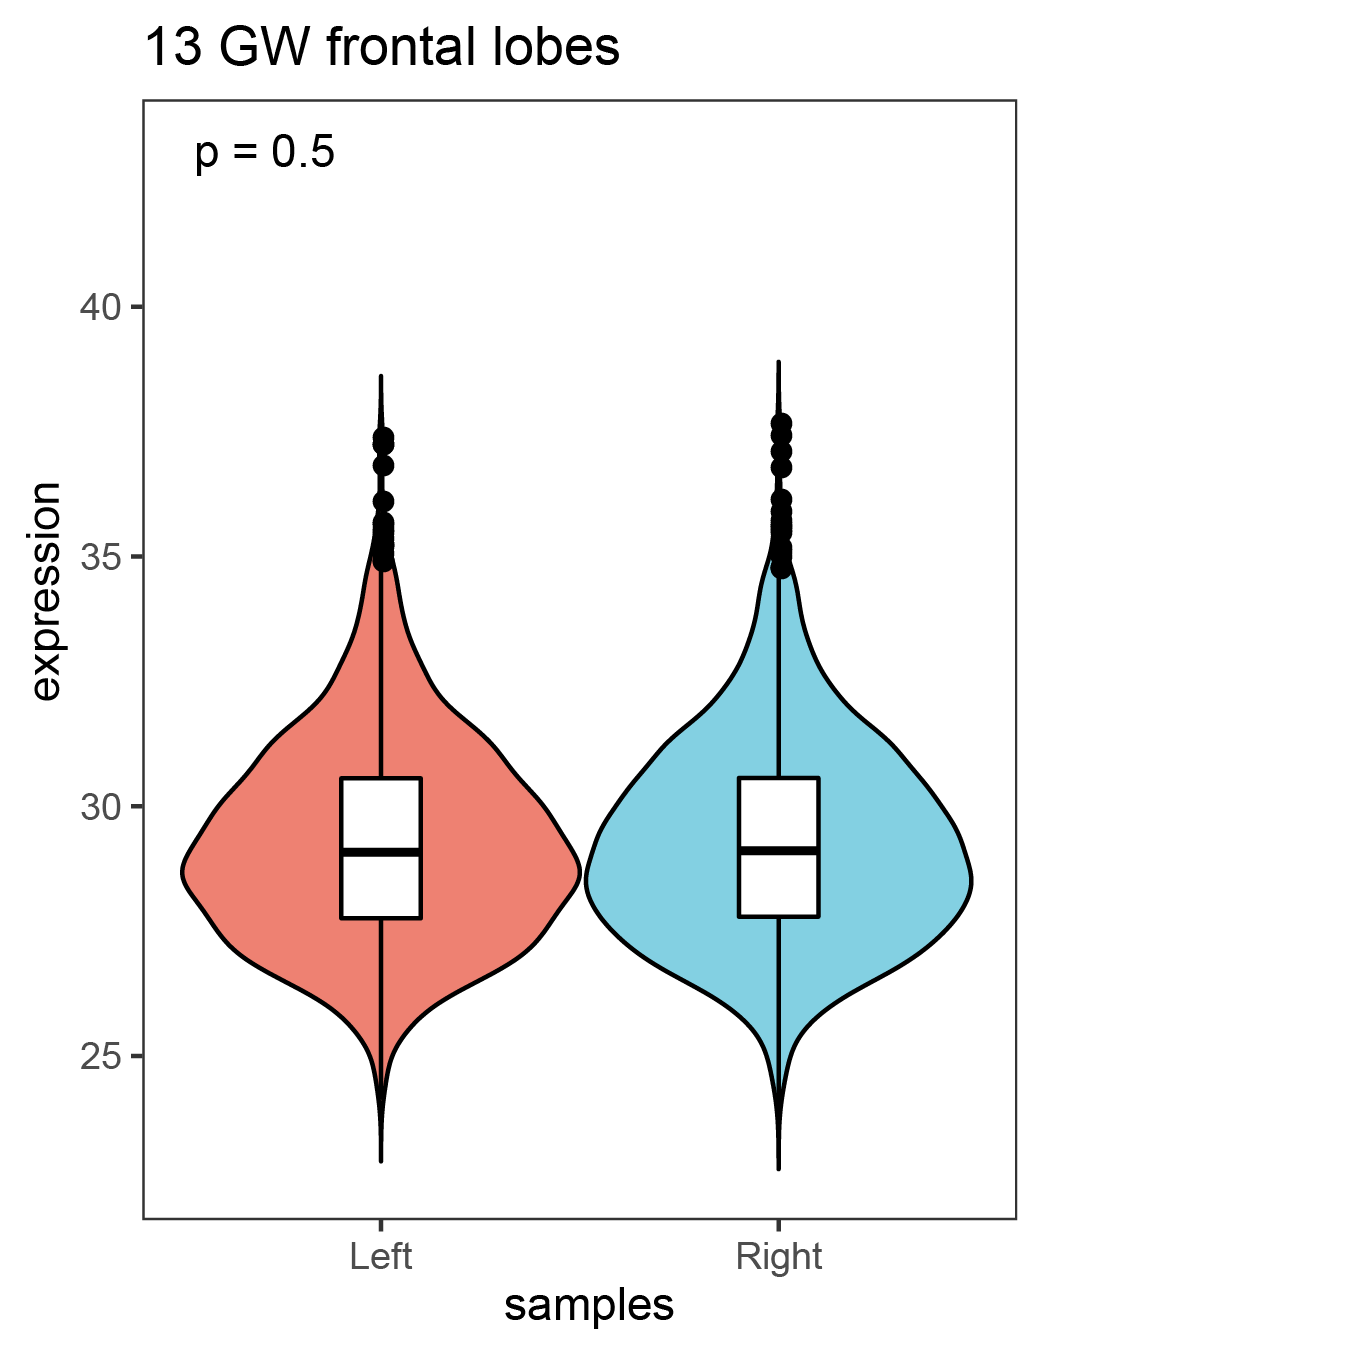 13 GW frontal lobes
p = 0.5
40
35
30
25
expression
Left
Right
samples